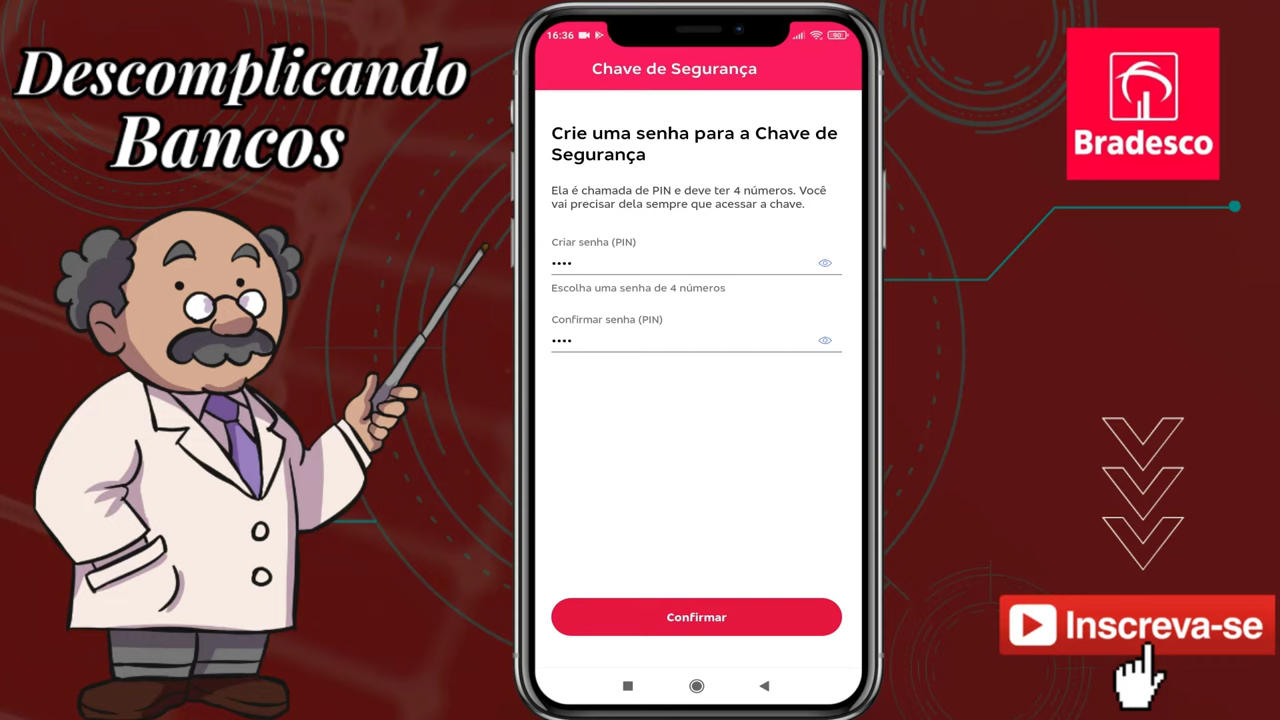 Descomplicando
Bancos
16:36
90
Chave de Segurança
Crie uma senha para a Chave de
Segurança
Ela é chamada de PIN e deve ter 4 números. Você
vai precisar dela sempre que acessar a chave.
Criar senha (PIN)
••••
Escolha uma senha de 4 números
Confirmar senha (PIN)
••••
Confirmar
Bradesco
Inscreva-se